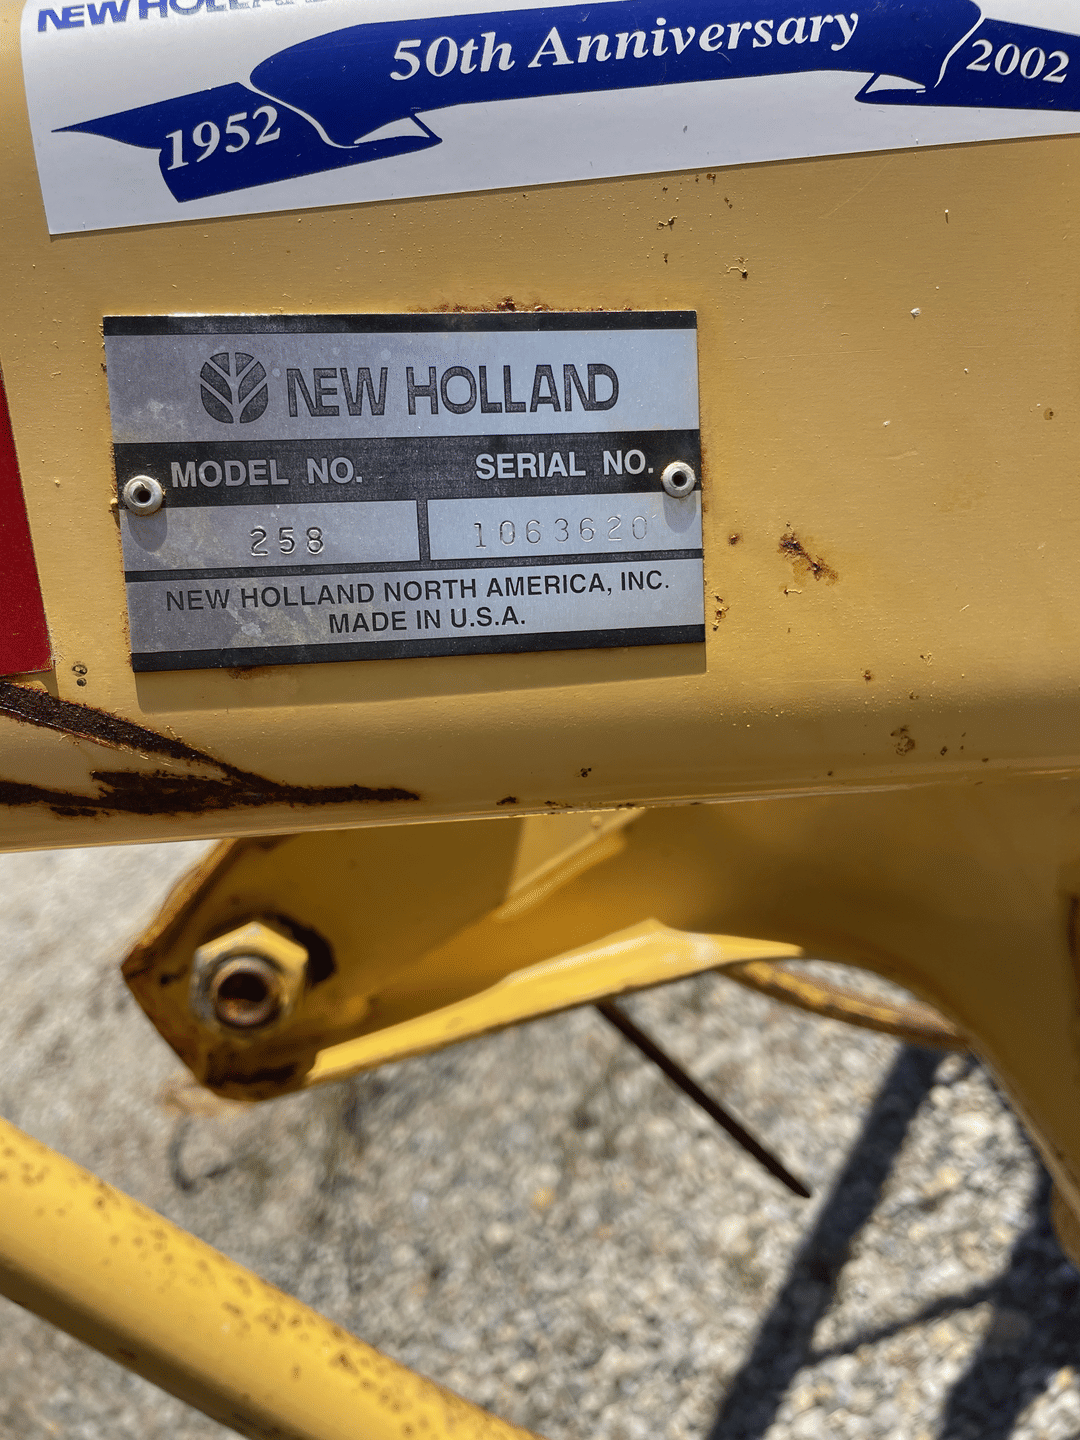 NEW HOLLAND
50th Anniversary
1952
2002
NEW HOLLAND
MODEL NO. SERIAL NO.
258 1063620
NEW HOLLAND NORTH AMERICA, INC.
MADE IN U.S.A.